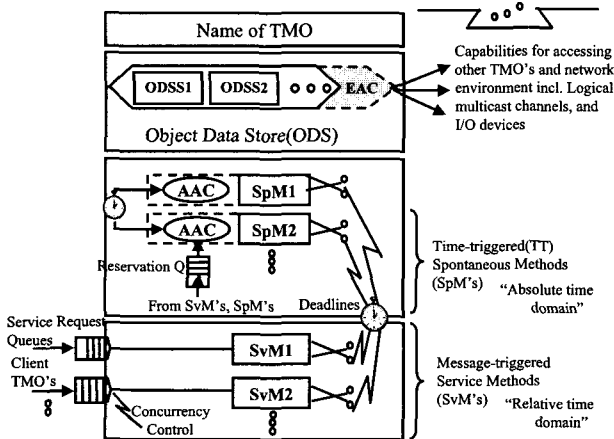 Name of TMO
ODSS1
ODSS2
EAC
Object Data Store(ODS)
Capabilities for accessing
other TMO's and network
environment incl. Logical
multicast channels, and
I/O devices
AAC
SpM1
AAC
SpM2
Reservation Q
From SvM's, SpM's
Deadlines
Time-triggered(TT)
Spontaneous Methods
(SpM's)
"Absolute time
domain"
Service Request
Queues
Client
TMO's
SvM1
SvM2
Concurrency
Control
Message-triggered
Service Methods
(SvM's)
"Relative time
domain"